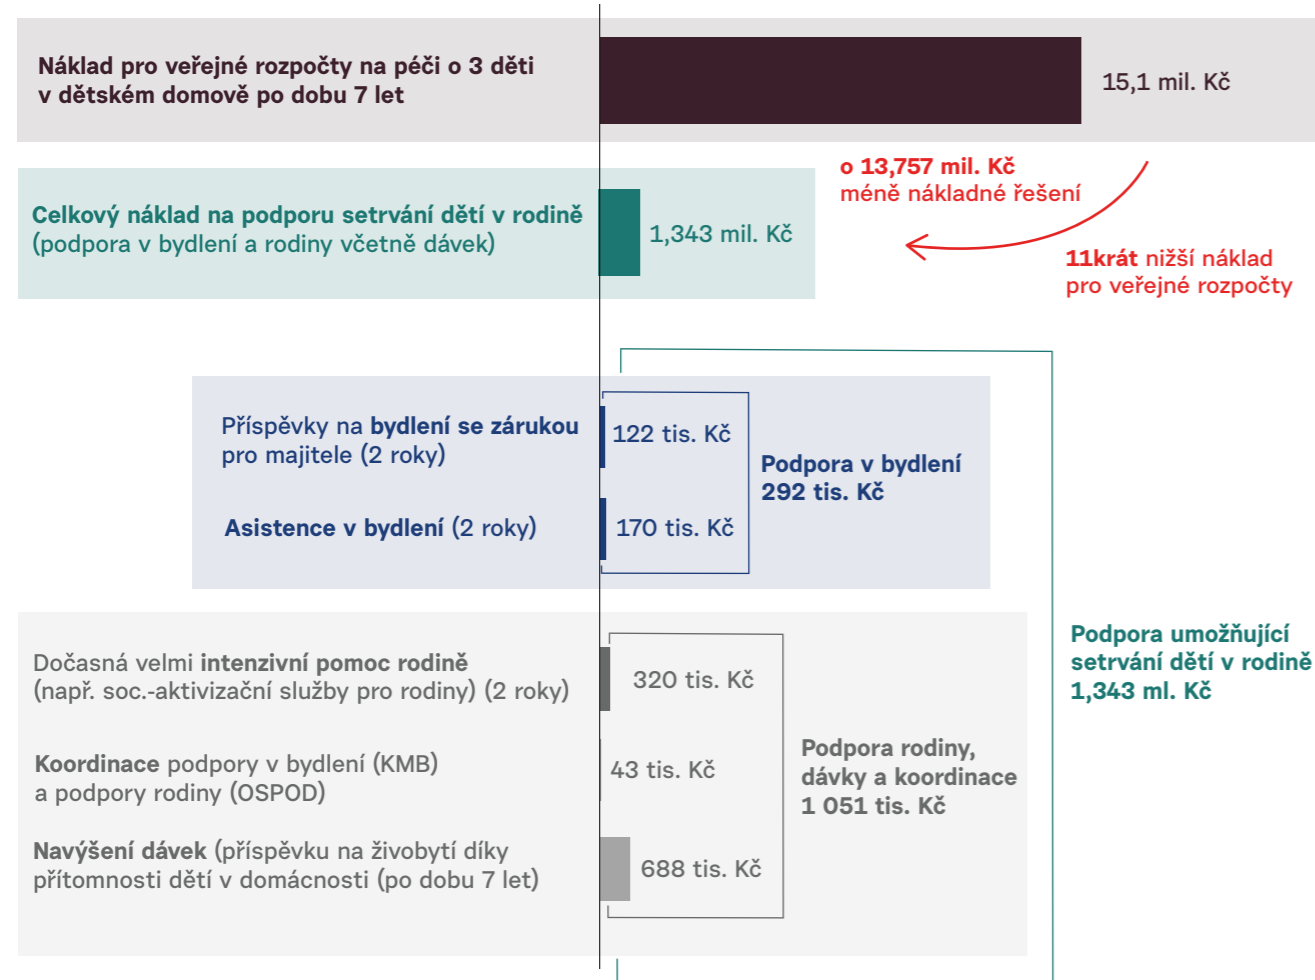 Náklad pro veřejné rozpočty na péči o 3 děti
v dětském domově po dobu 7 let
15,1 mil. Kč
o 13,757 mil. Kč
méně nákladné řešení
Celkový náklad na podporu setrvání dětí v rodině
(podpora v bydlení a rodiny včetně dávek)
1,343 mil. Kč
11krát nižší náklad
pro veřejné rozpočty
Příspěvky na bydlení se zárukou
pro majitele (2 roky)
122 tis. Kč
Podpora v bydlení
292 tis. Kč
Asistence v bydlení (2 roky)
170 tis. Kč
Dočasná velmi intenzivní pomoc rodině
(např. soc.-aktivizační služby pro rodiny) (2 roky)
320 tis. Kč
Podpora umožňující
setrvání dětí v rodině
1,343 ml. Kč
Koordinace podpory v bydlení (KMB)
a podpory rodiny (OSPOD)
43 tis. Kč
Podpora rodiny,
dávky a koordinace
1 051 tis. Kč
Navýšení dávek (příspěvku na živobytí díky
přítomnosti dětí v domácnosti (po dobu 7 let)
688 tis. Kč